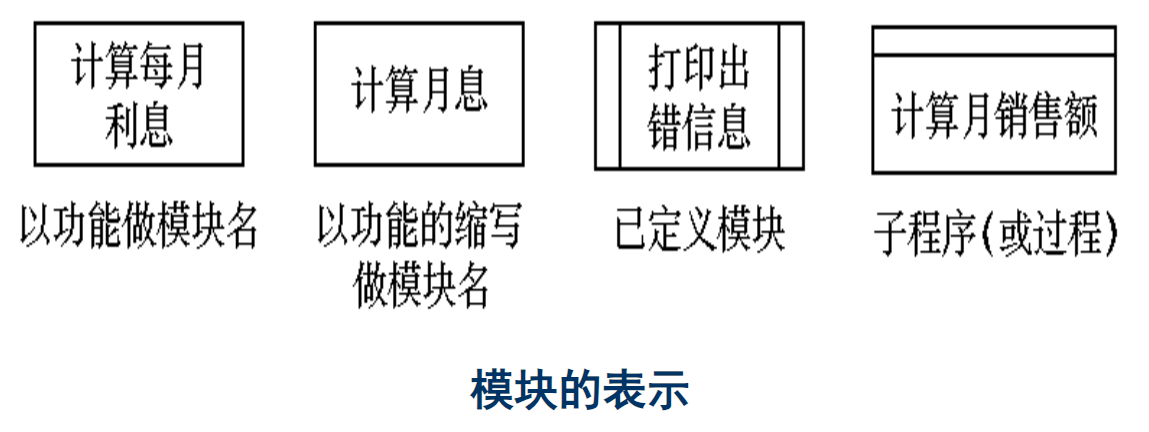 计算每月
利息
计算月息
打印出
错信息
计算月销售额
以功能做模块名
以功能的缩写
做模块名
已定义模块
子程序(或过程)
模块的表示